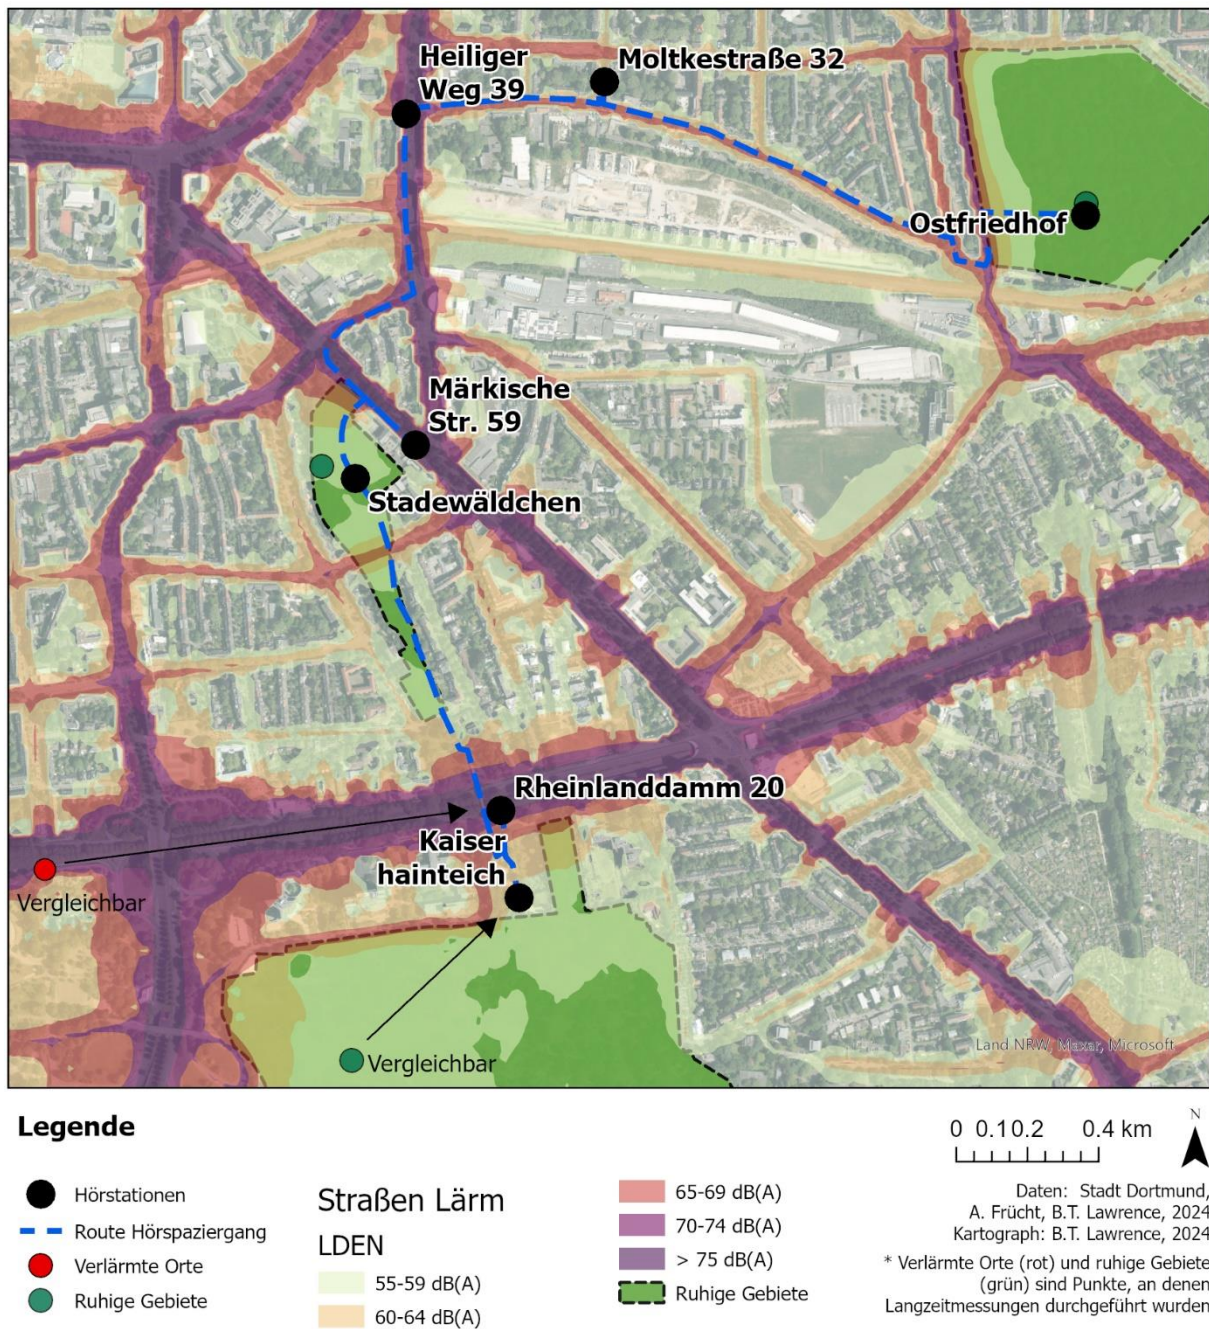 Heiliger
Weg 39
Moltkestraße 32
Ostfriedhof
Märkische
Str. 59
Stadewäldchen
Rheinlanddamm 20
Kaiser
hainteich
Vergleichbar
Vergleichbar
Land NRW, Maxar, Microsoft
Legende
Hörstationen
Route Hörspaziergang
Verlärmte Orte
Ruhige Gebiete
Straßen Lärm
LDEN
55-59 dB(A)
60-64 dB(A)
65-69 dB(A)
70-74 dB(A)
> 75 dB(A)
Ruhige Gebiete
0 0.1 0.2 0.4 km
N
Daten: Stadt Dortmund,
A. Frücht, B.T. Lawrence, 2024
Kartograph: B.T. Lawrence, 2024
* Verlärmte Orte (rot) und ruhige Gebiete
(grün) sind Punkte, an denen
Langzeitmessungen durchgeführt wurden